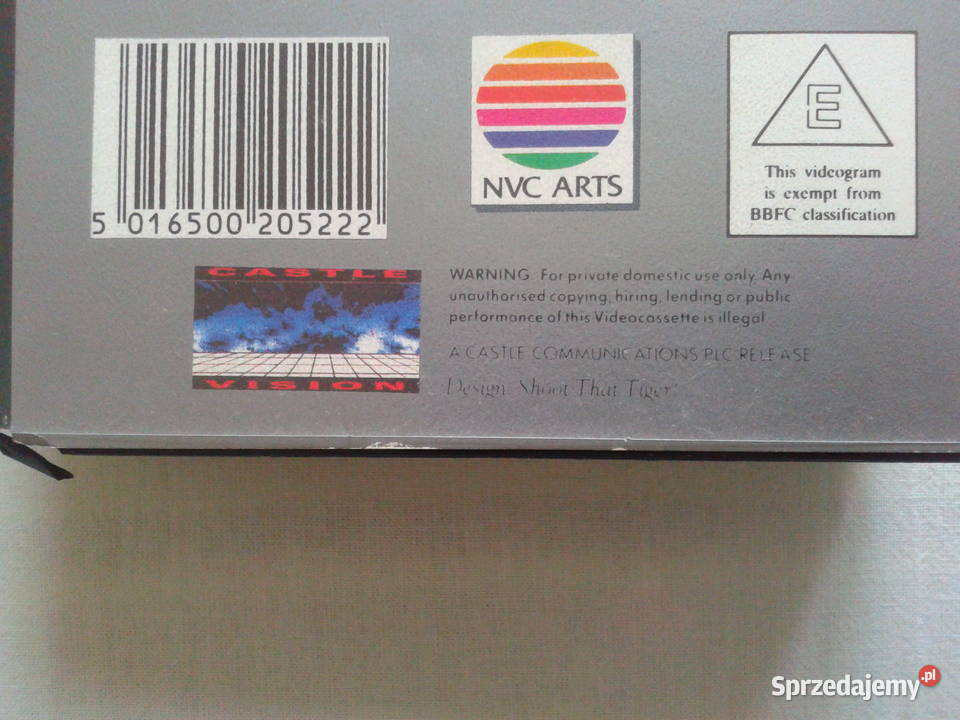 5 016500 205222
NVC ARTS
E
This videogram
is exempt from
BBFC classification
CASTLE
VISION
WARNING For private domestic use only. Any
unauthorised copying, hiring, lending or public
performance of this Videocassette is illegal
A CASTLE COMMUNICATIONS PLC RELEASE
Design: Shoot That Tiger!
Sprzedajemy.pl